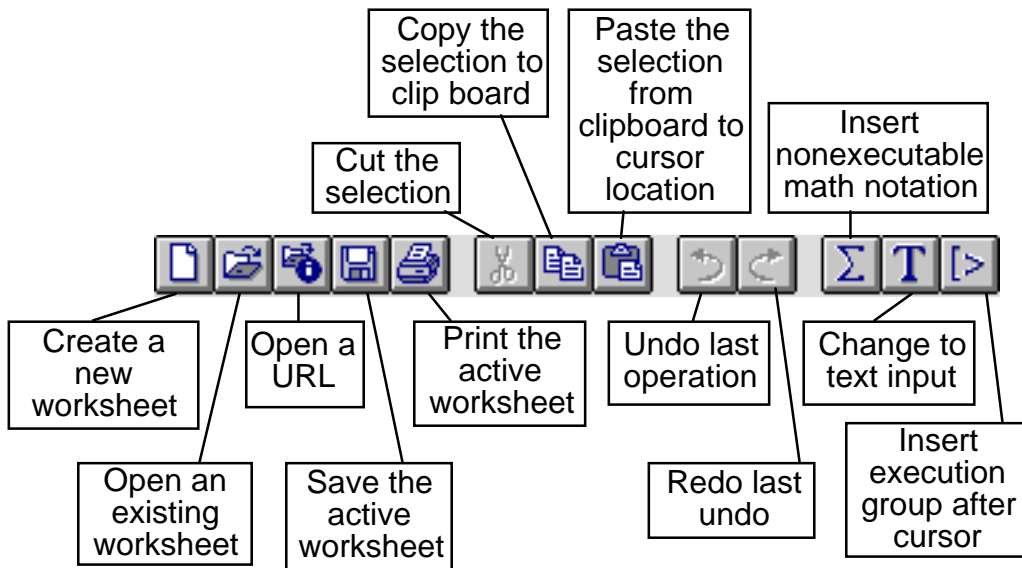 Copy the
selection to
clip board
Paste the
selection
from
clipboard to
cursor
location
Insert
nonexecutable
math notation
Cut the
selection
Σ
T
[>
Create a
new
worksheet
Open a
URL
Print the
active
worksheet
Undo last
operation
Change to
text input
Open an
existing
worksheet
Save the
active
worksheet
Redo last
undo
Insert
execution
group after
cursor